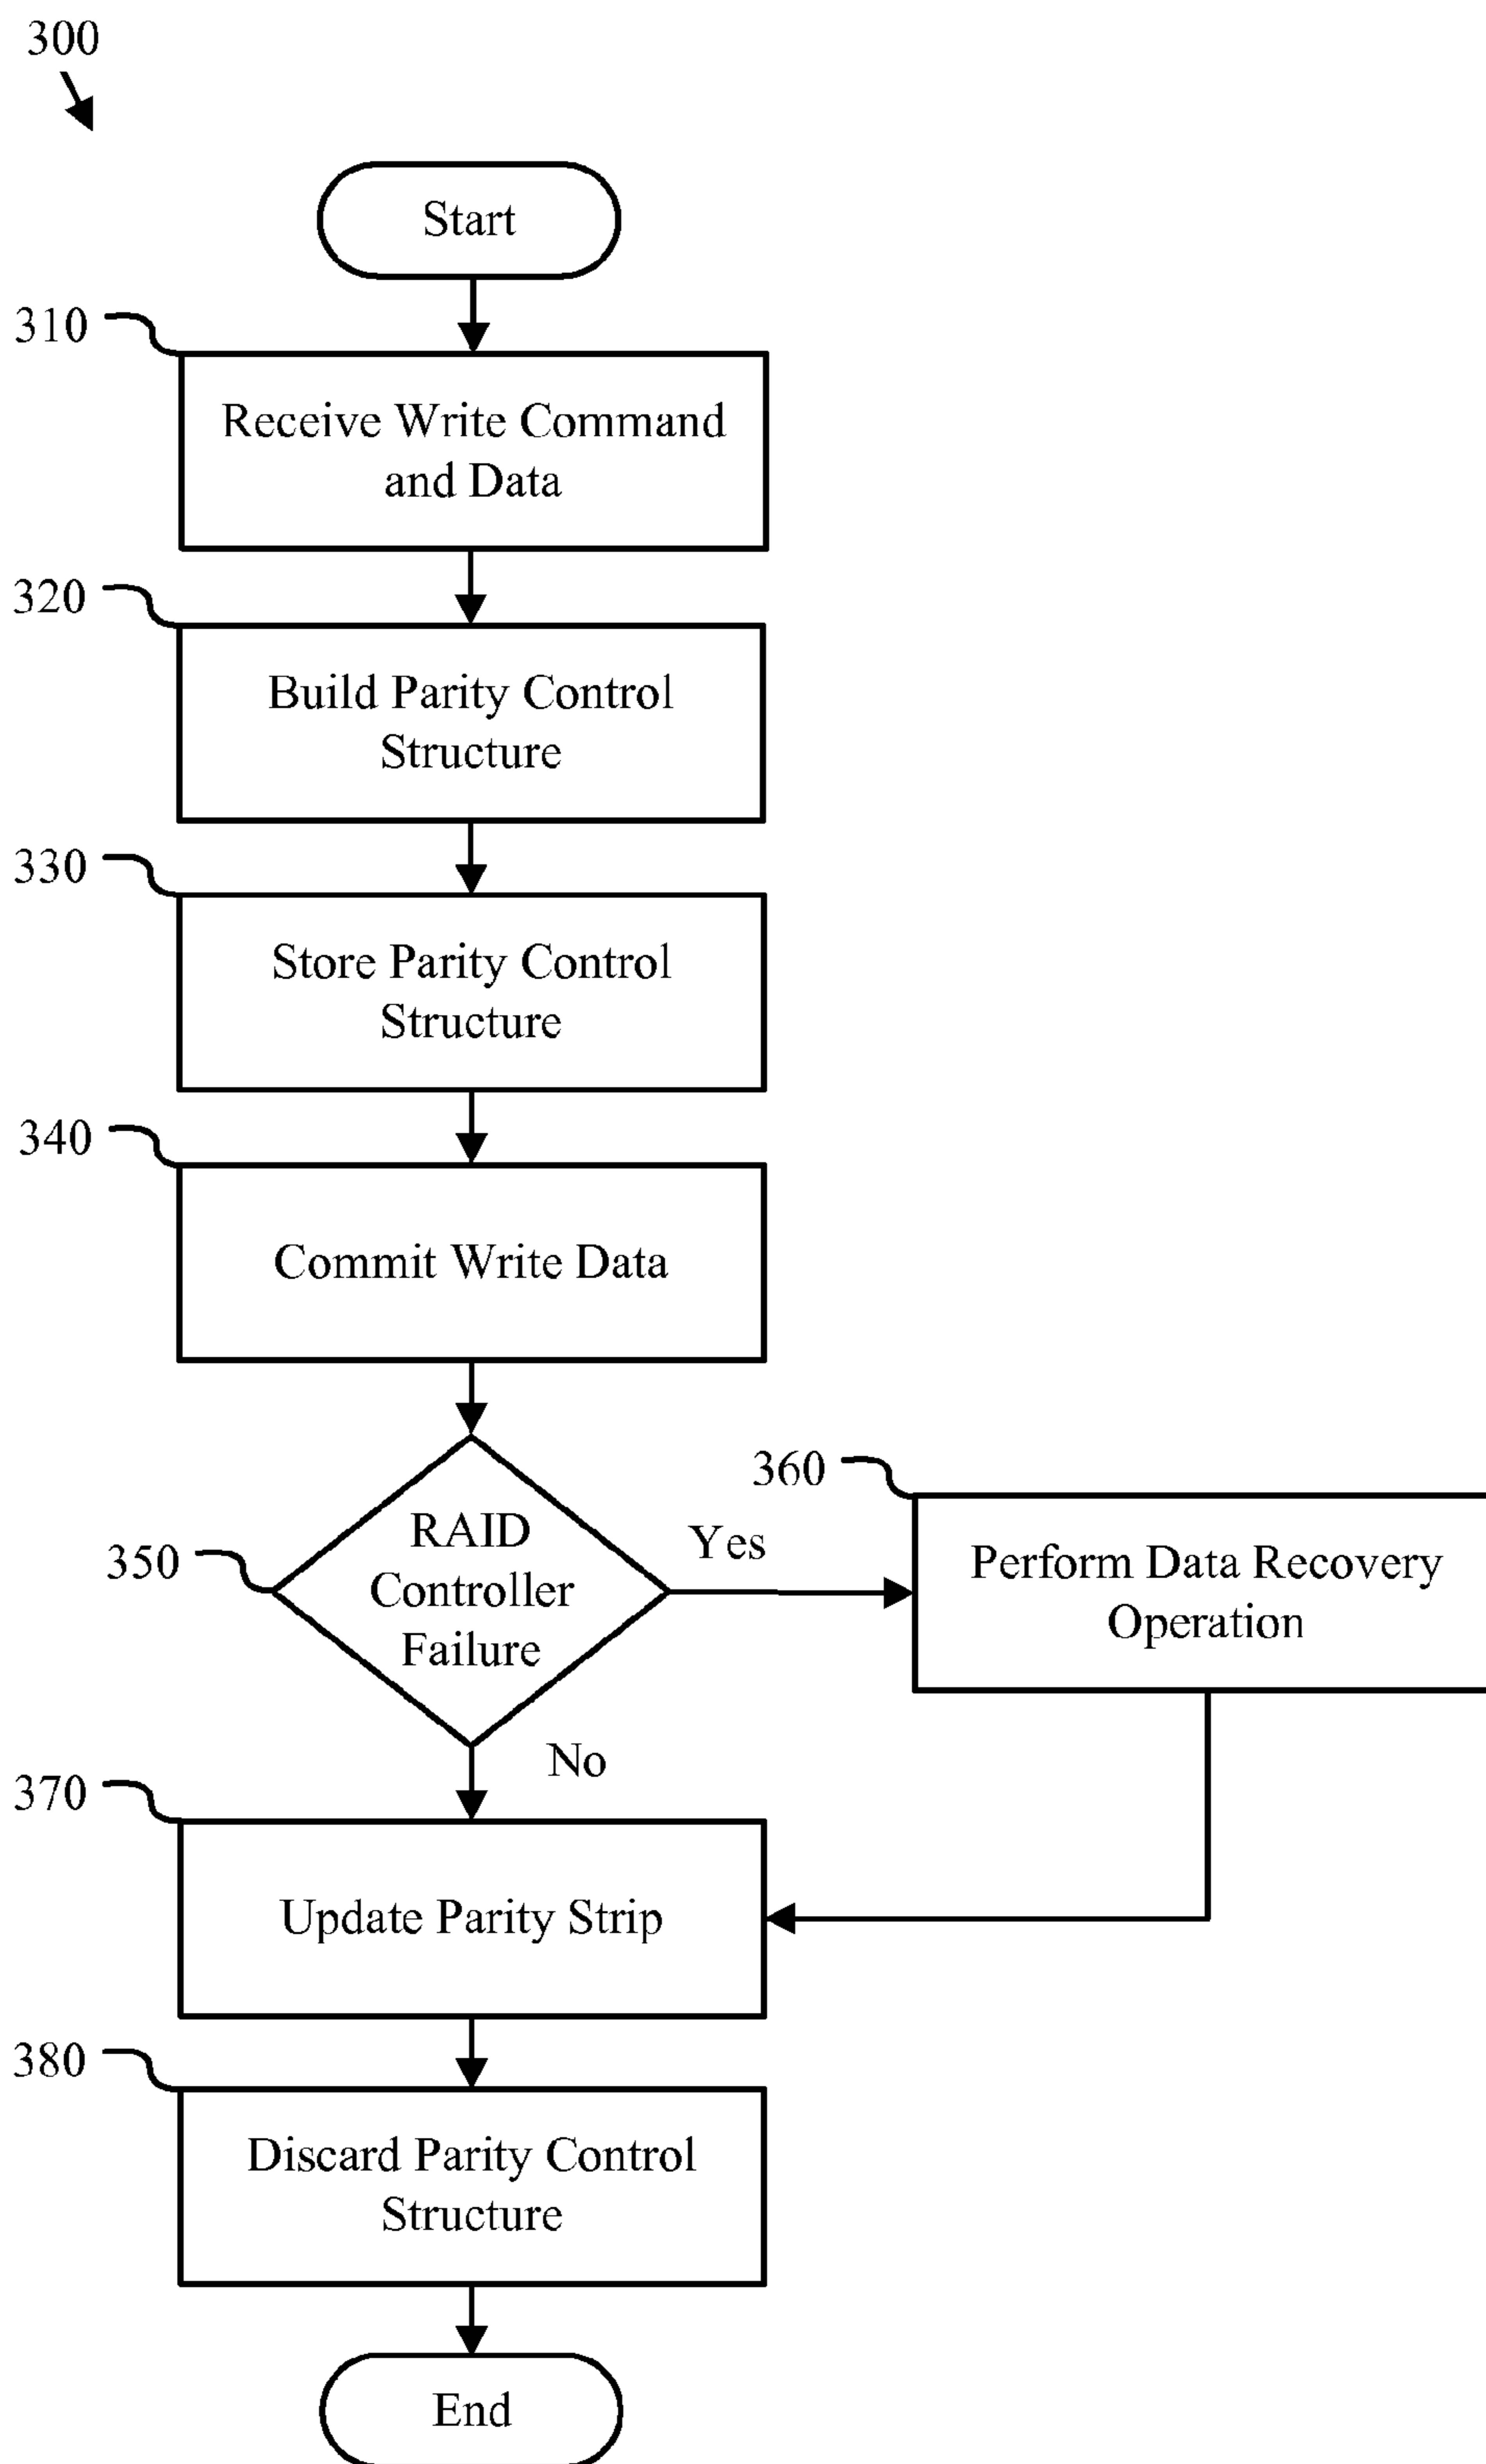 300
Start
310
Receive Write Command
and Data
320
Build Parity Control
Structure
330
Store Parity Control
Structure
340
Commit Write Data
350
RAID
Controller
Failure
Yes
360
Perform Data Recovery
Operation
No
370
Update Parity Strip
380
Discard Parity Control
Structure
End